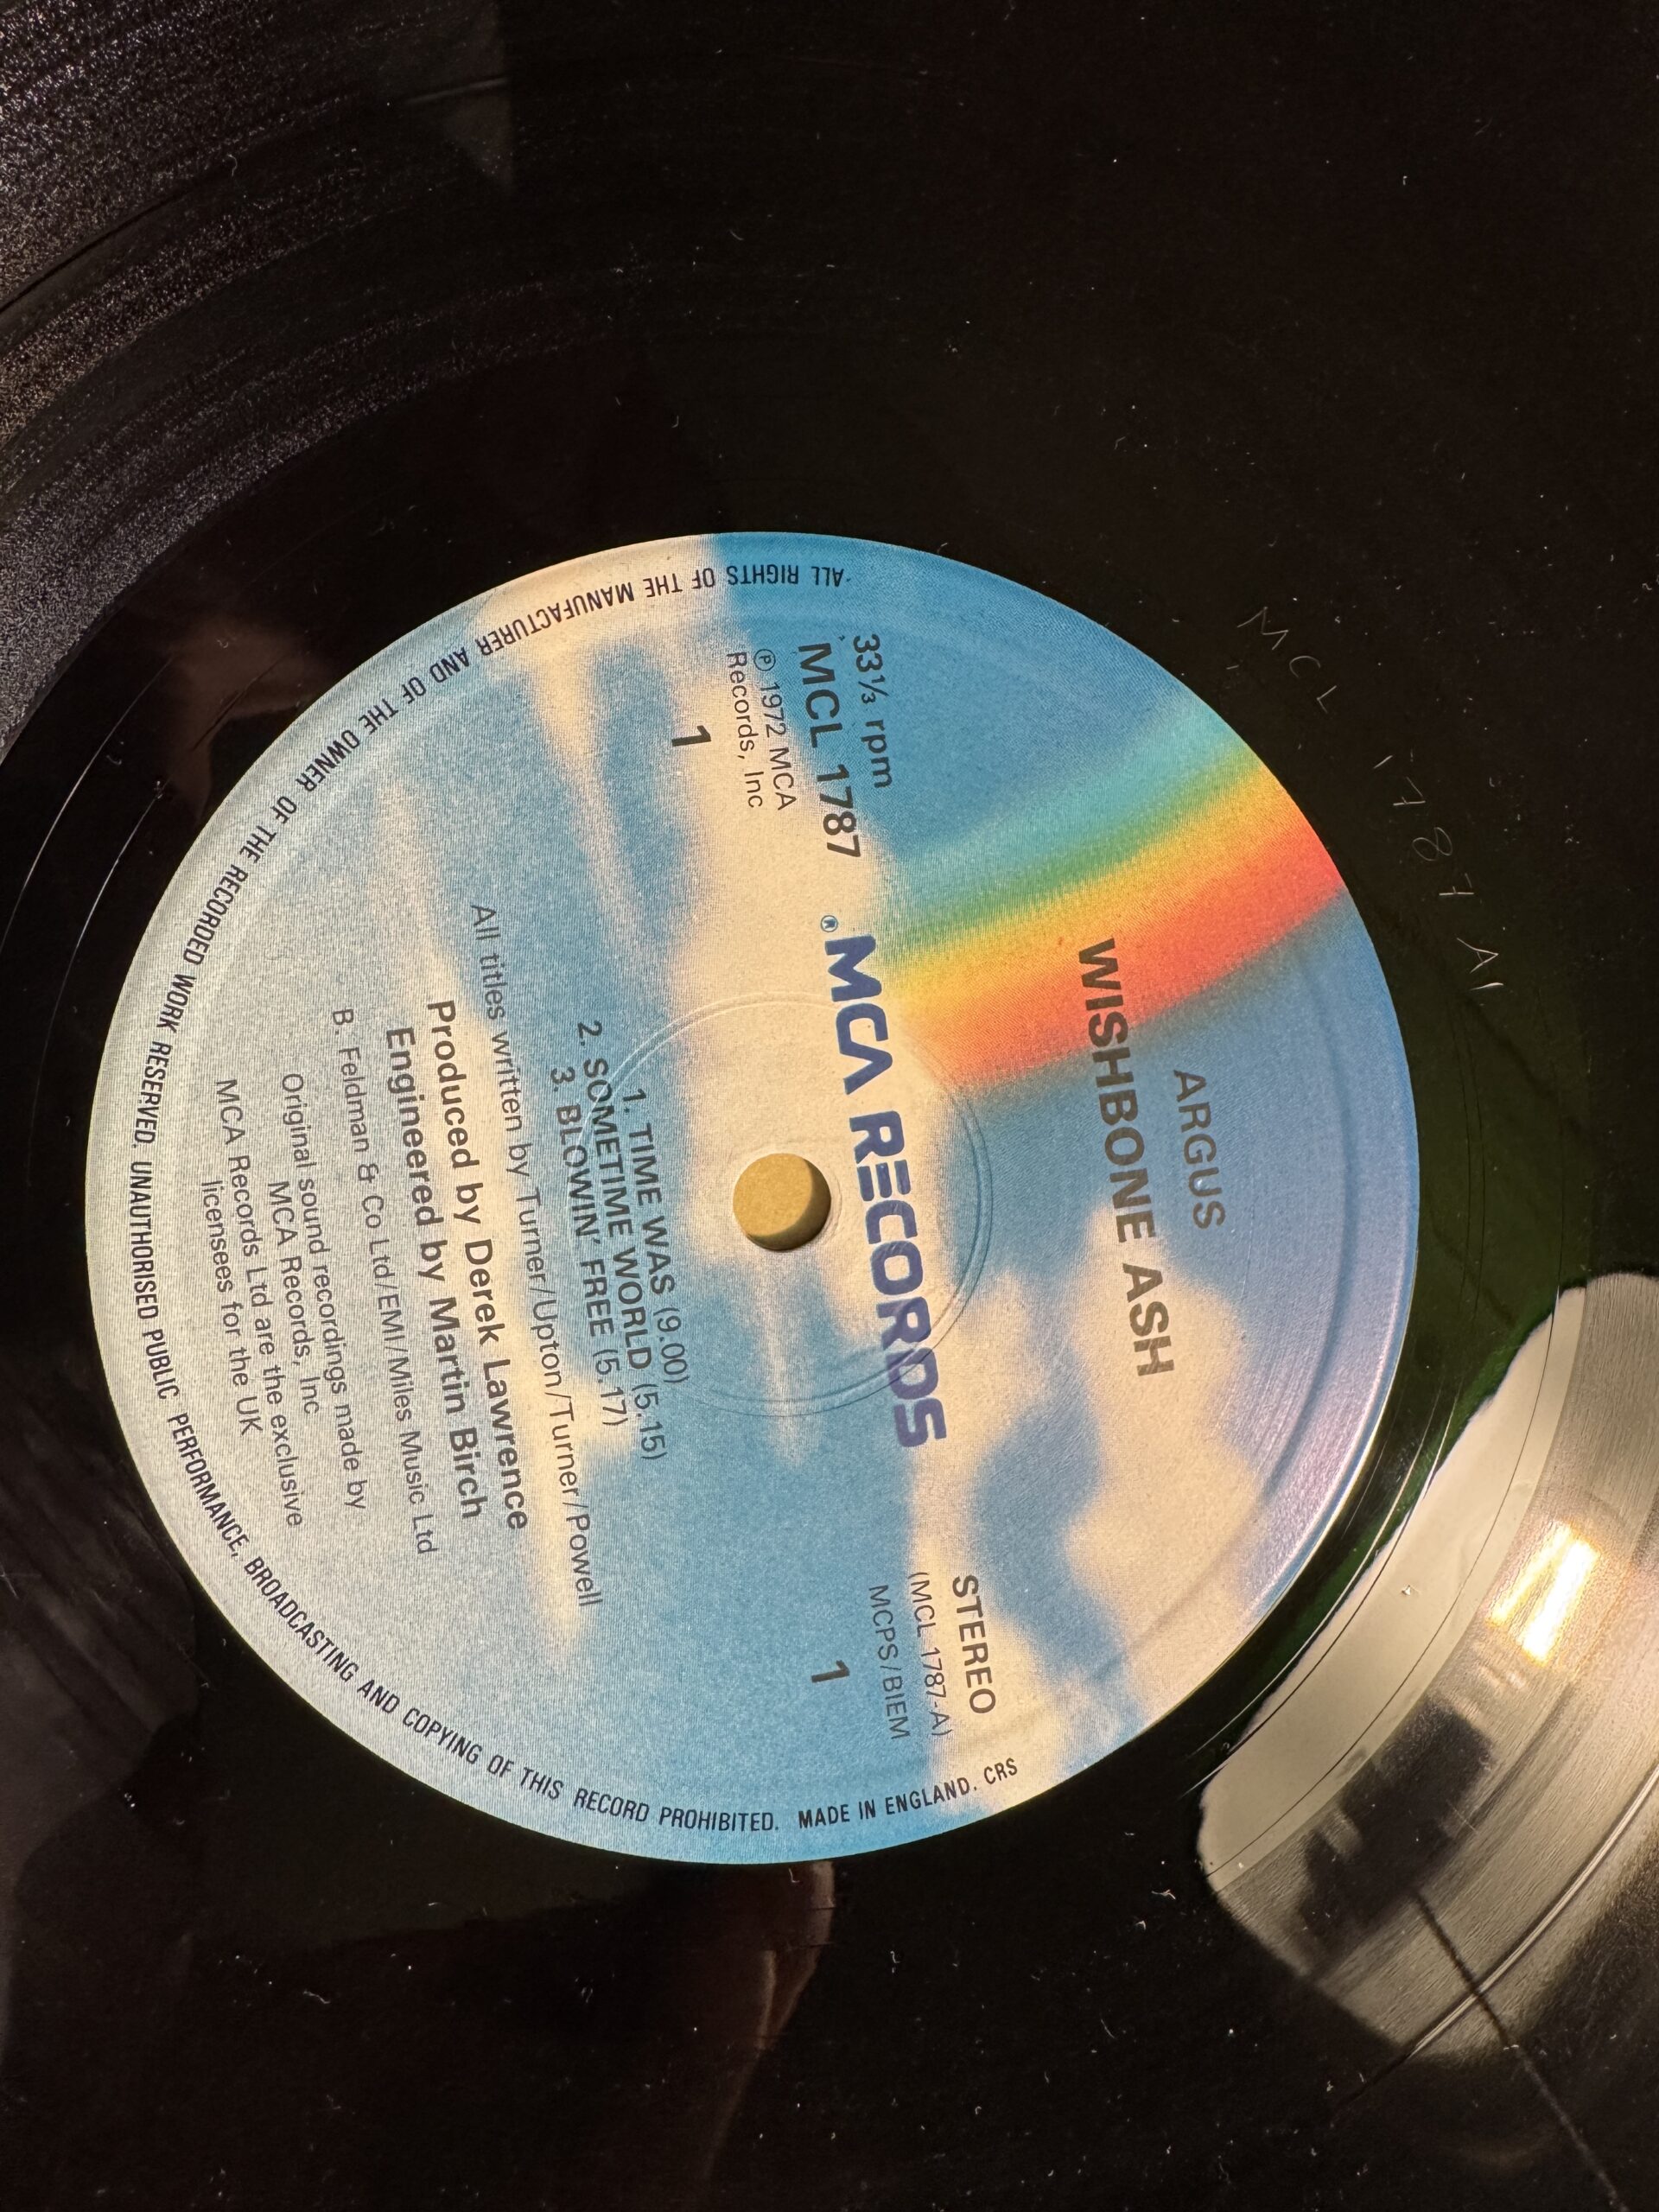 ARGUS
WISHBONE ASH
33⅓ rpm
MCL 1787
℗ 1972 MCA
Records, Inc
1
® MCA RECORDS
STEREO
(MCL 1787-A)
MCPS/BIEM
1
1. TIME WAS (9.00)
2. SOMETIME WORLD (5.15)
3. BLOWIN' FREE (5.17)
All titles written by Turner/Upton/Turner/Powell
Produced by Derek Lawrence
Engineered by Martin Birch
B. Feldman & Co Ltd/EMI/Miles Music Ltd
Original sound recordings made by
MCA Records, Inc
MCA Records Ltd are the exclusive
licensees for the UK
ALL RIGHTS OF THE MANUFACTURER AND OF THE OWNER OF THE RECORDED WORK RESERVED. UNAUTHORISED PUBLIC PERFORMANCE, BROADCASTING AND COPYING OF THIS RECORD PROHIBITED. MADE IN ENGLAND. CRS
MCL 1787 A1